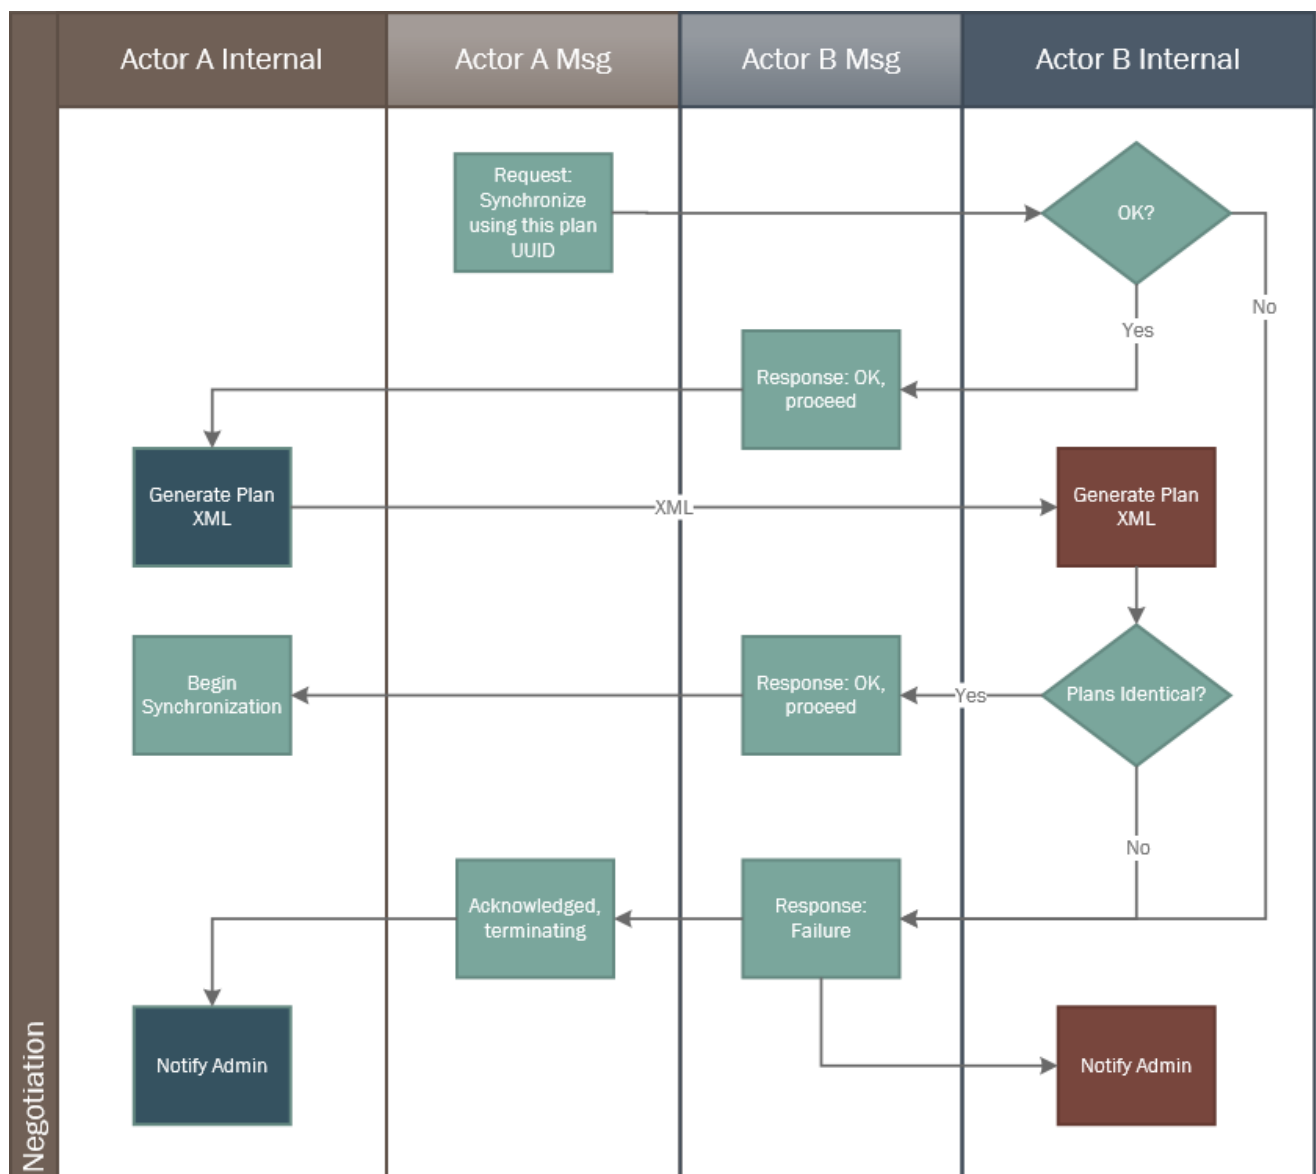 Actor A Internal
Actor A Msg
Actor B Msg
Actor B Internal
Request:
Synchronize
using this plan
UUID
OK?
No
Yes
Response: OK,
proceed
Generate Plan
XML
XML
Generate Plan
XML
Begin
Synchronization
Response: OK,
proceed
Yes
Plans Identical?
No
Acknowledged,
terminating
Response:
Failure
Notify Admin
Notify Admin
Negotiation